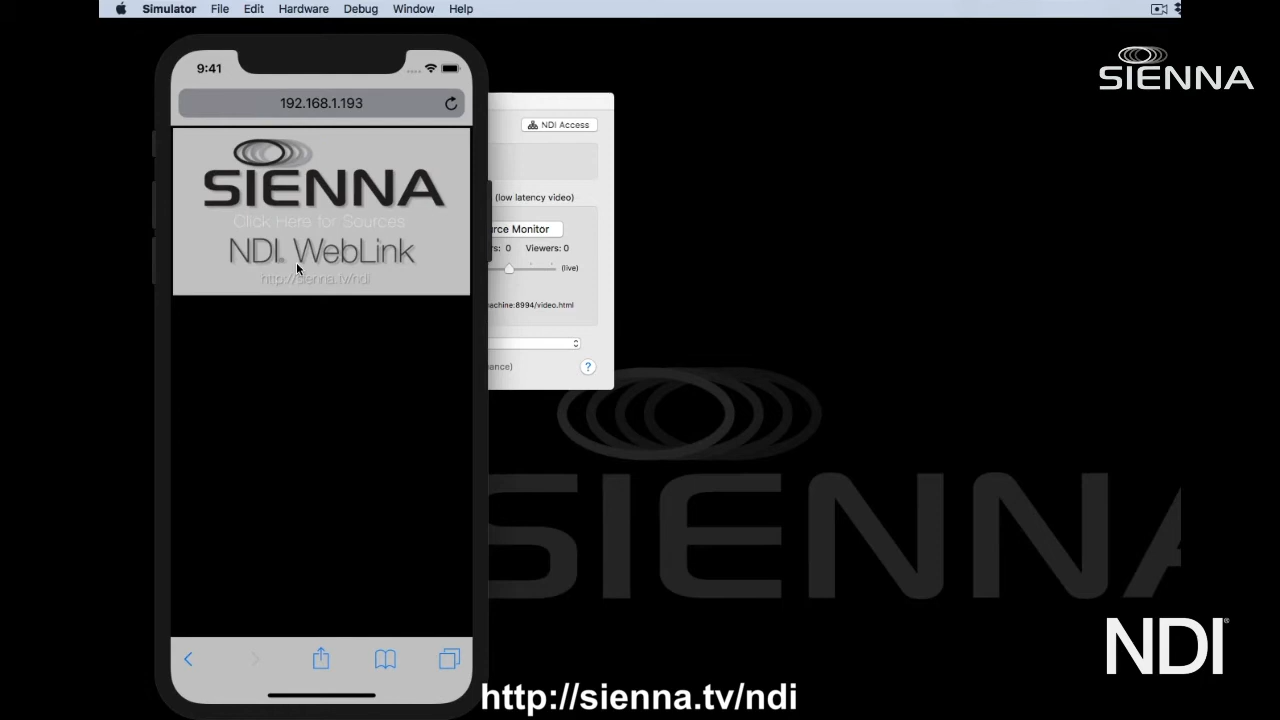 Simulator File Edit Hardware Debug Window Help
9:41
192.168.1.193
SIENNA
Click Here for Sources
NDI® WebLink
http://sienna.tv/ndi
NDI Access
(low latency video)
rce Monitor
rs: 0 Viewers: 0
(live)
achine:8994/video.html
ance) ?
SIENNA
SIENNA
NDI®
http://sienna.tv/ndi